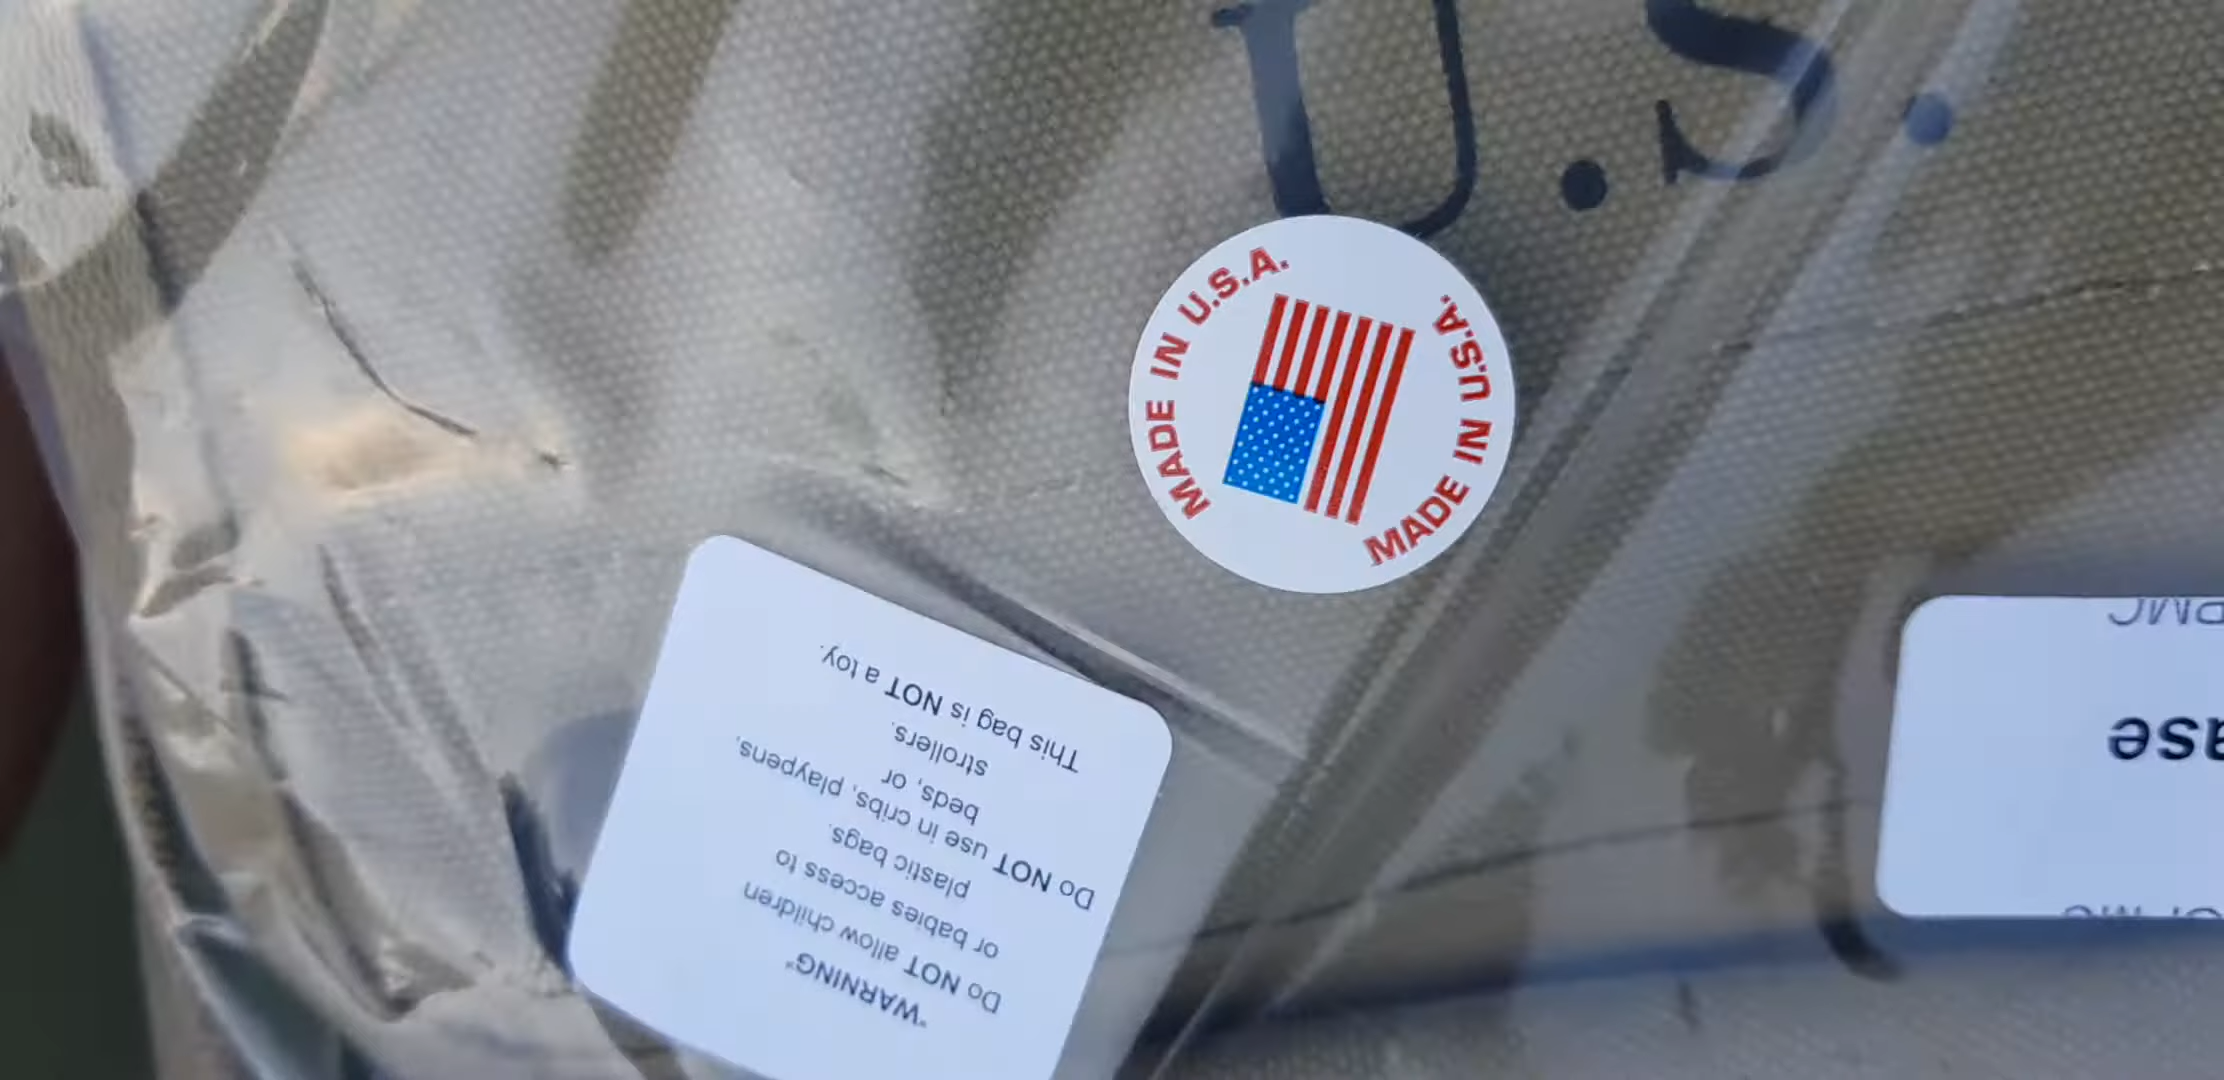 U.S.
MADE IN U.S.A.
MADE IN U.S.A.
"WARNING"
Do NOT allow children
or babies access to
plastic bags.
Do NOT use in cribs, playpens,
beds, or
strollers.
This bag is NOT a toy.